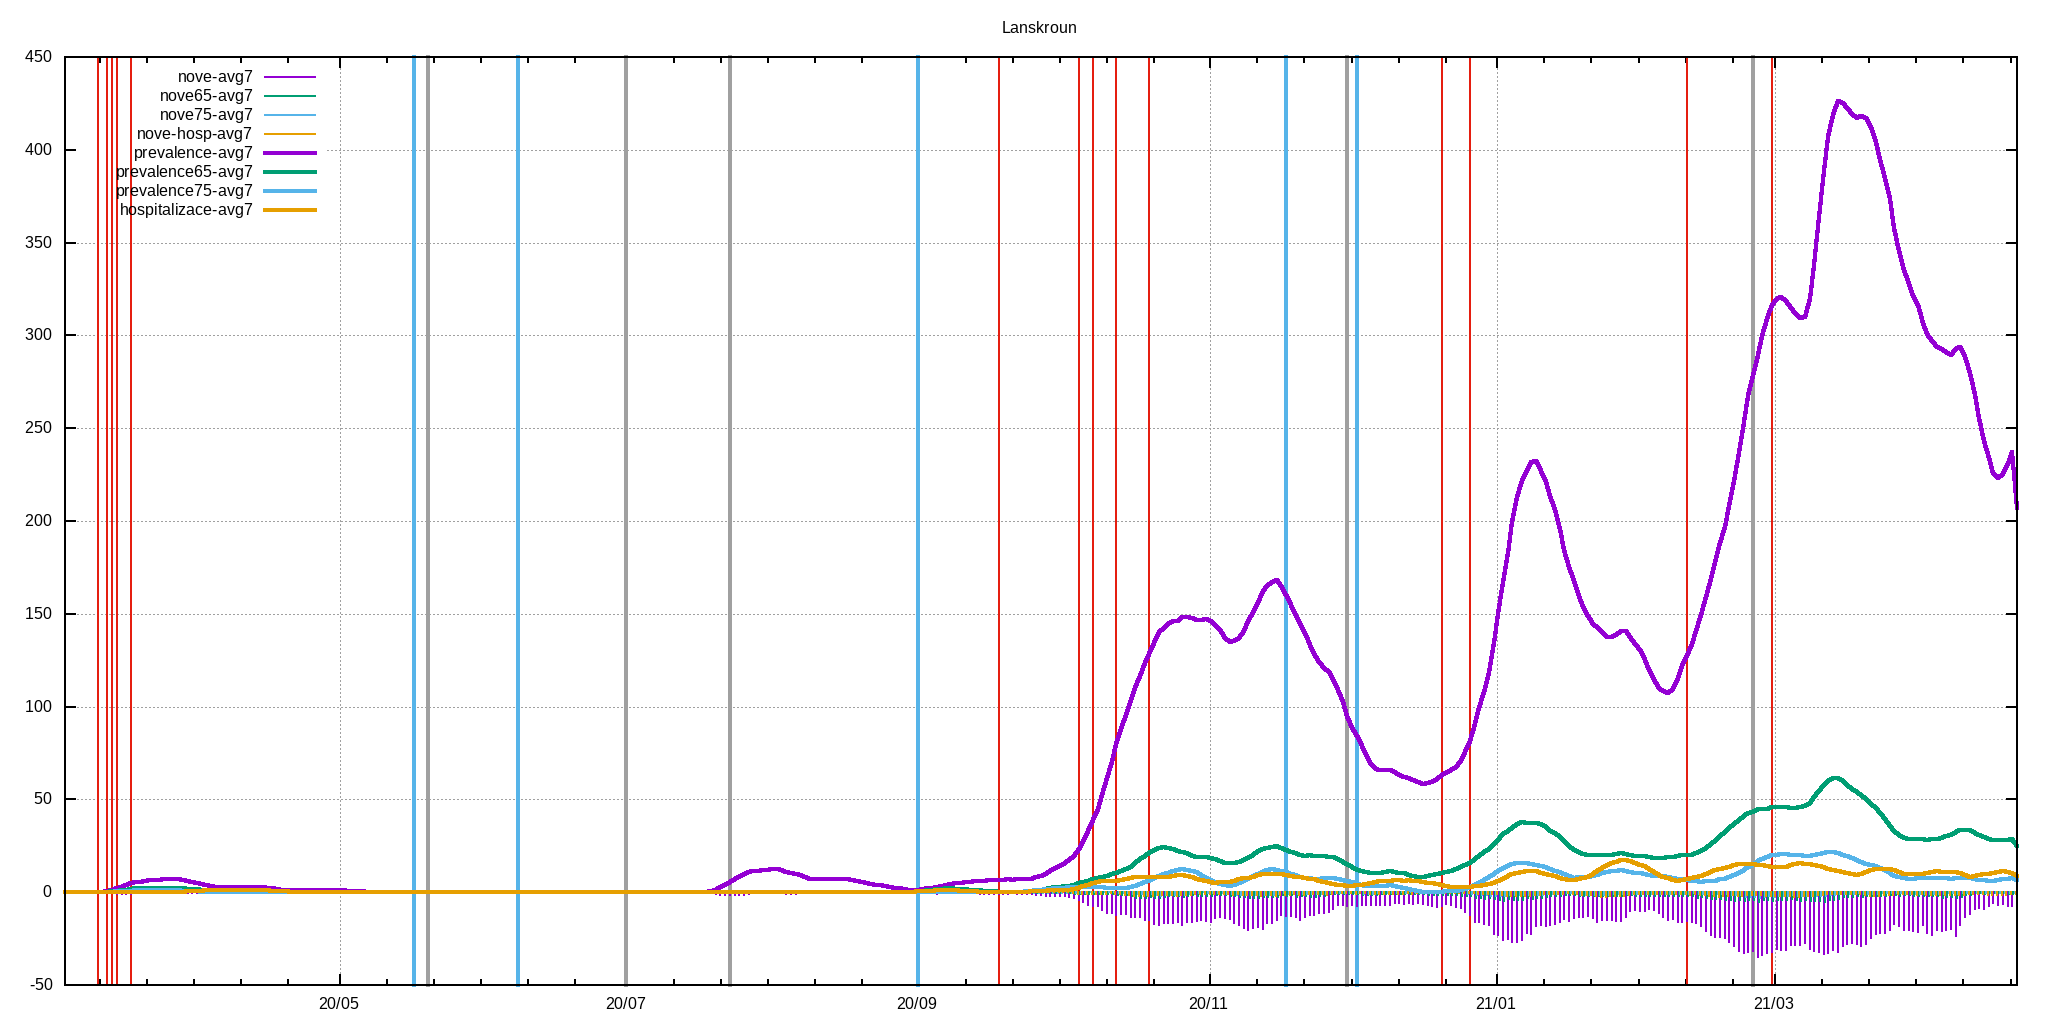 Lanskroun
450
400
350
300
250
200
150
100
50
0
-50
nove-avg7
nove65-avg7
nove75-avg7
nove-hosp-avg7
prevalence-avg7
prevalence65-avg7
prevalence75-avg7
hospitalizace-avg7
20/05 20/07 20/09 20/11 21/01 21/03